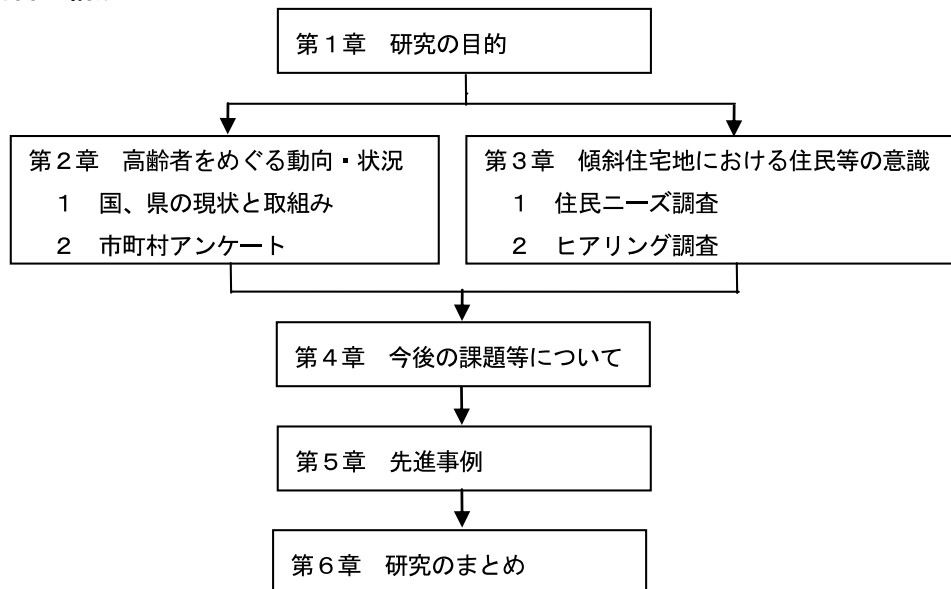 第１章　研究の目的
第２章　高齢者をめぐる動向・状況
１　国、県の現状と取組み
２　市町村アンケート
第３章　傾斜住宅地における住民等の意識
１　住民ニーズ調査
２　ヒアリング調査
第４章　今後の課題等について
第５章　先進事例
第６章　研究のまとめ